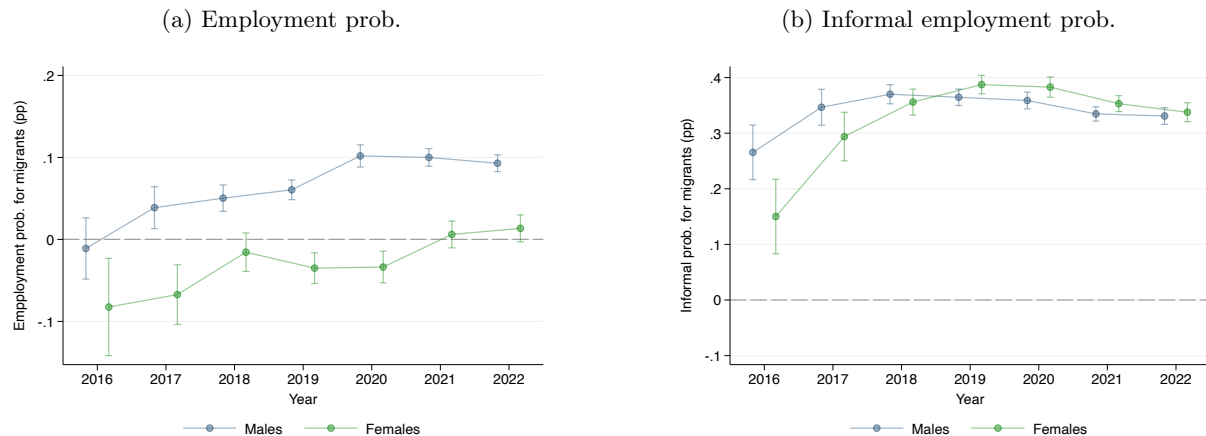 (a) Employment prob.
Empployment prob. for migrants (pp)
.2
.1
0
-.1
2016 2017 2018 2019 2020 2021 2022
Year
Males Females
(b) Informal employment prob.
Informal prob. for migrants (pp)
.4
.3
.2
.1
0
-.1
2016 2017 2018 2019 2020 2021 2022
Year
Males Females